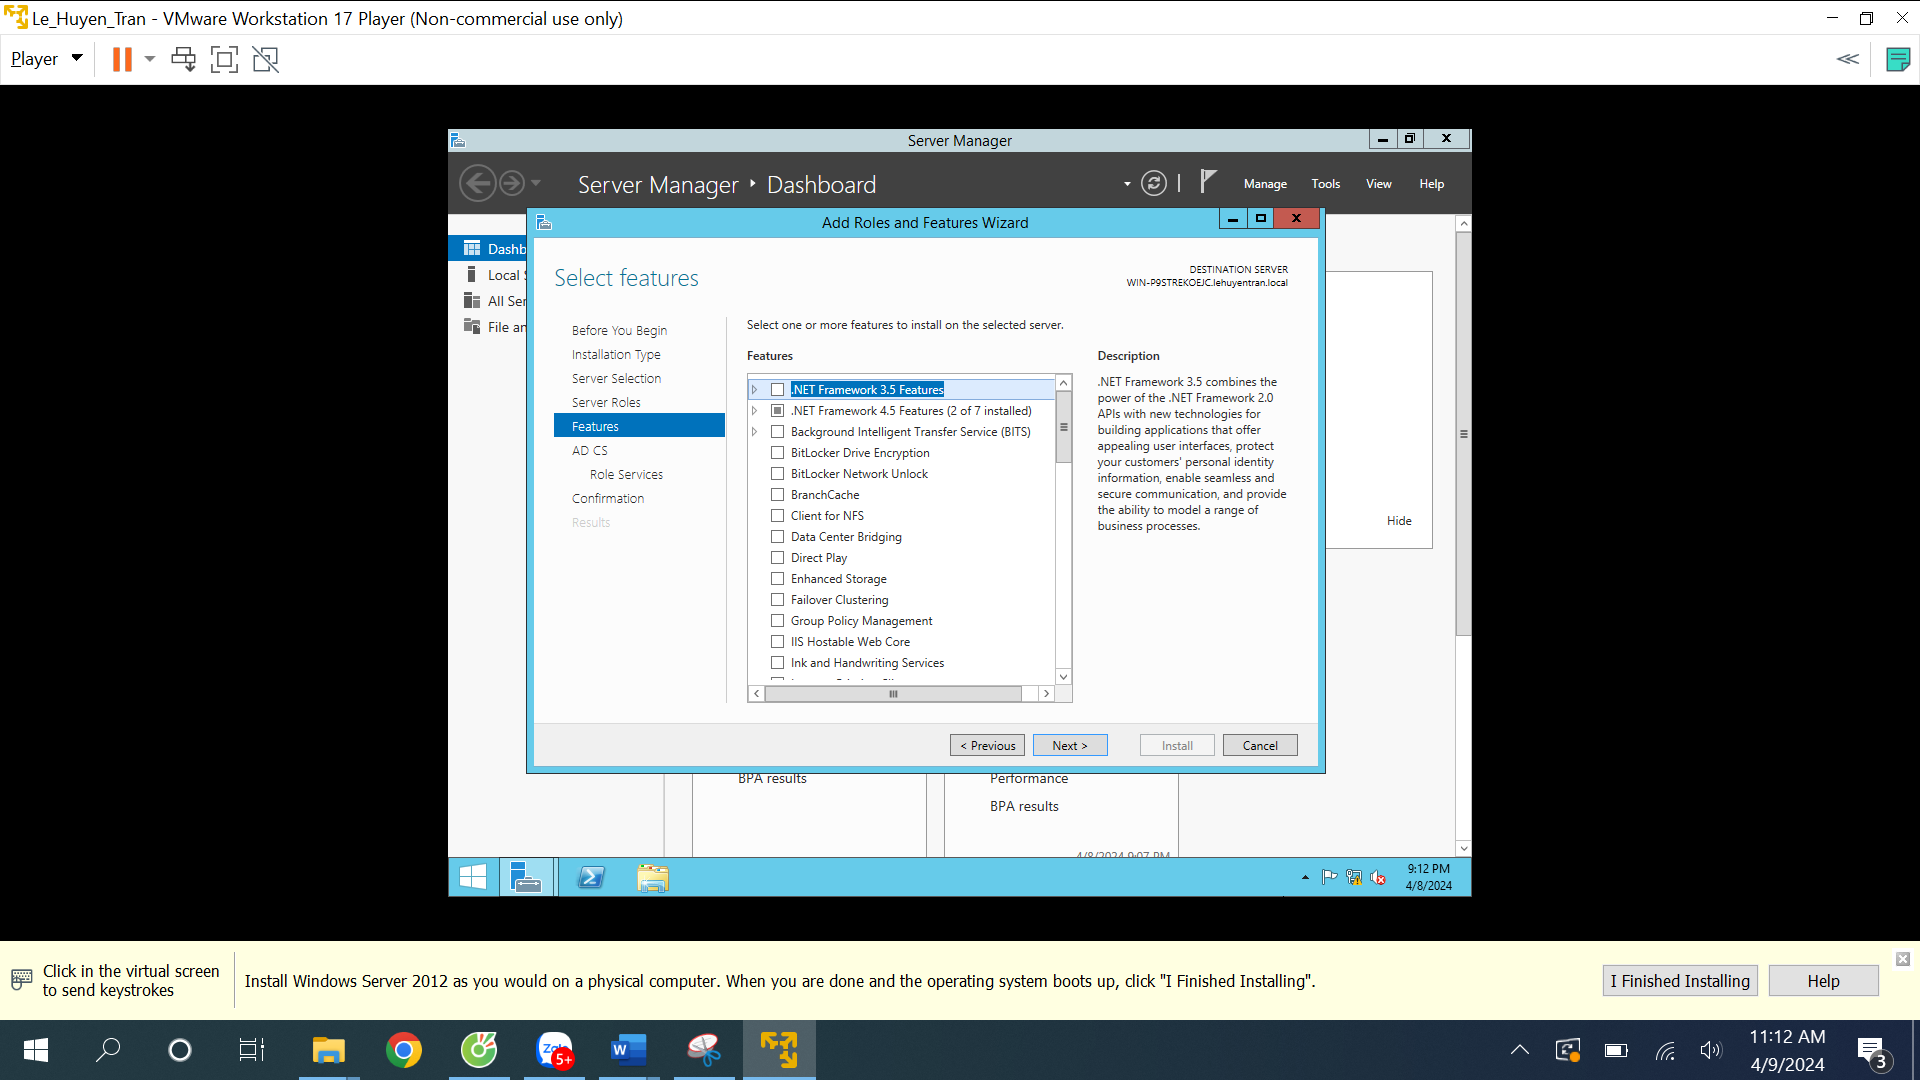 Le_Huyen_Tran - VMware Workstation 17 Player (Non-commercial use only)
Player
Server Manager
Server Manager ‣ Dashboard
Manage Tools View Help
Add Roles and Features Wizard
Dashb
Local S
All Ser
File an
Select features
DESTINATION SERVER
WIN-P9STREKOEJC.lehuyentran.local
Before You Begin
Installation Type
Server Selection
Server Roles
Features
AD CS
Role Services
Confirmation
Results
Select one or more features to install on the selected server.
Features
.NET Framework 3.5 Features
.NET Framework 4.5 Features (2 of 7 installed)
Background Intelligent Transfer Service (BITS)
BitLocker Drive Encryption
BitLocker Network Unlock
BranchCache
Client for NFS
Data Center Bridging
Direct Play
Enhanced Storage
Failover Clustering
Group Policy Management
IIS Hostable Web Core
Ink and Handwriting Services
Description
.NET Framework 3.5 combines the
power of the .NET Framework 2.0
APIs with new technologies for
building applications that offer
appealing user interfaces, protect
your customers' personal identity
information, enable seamless and
secure communication, and provide
the ability to model a range of
business processes.
Hide
< Previous
Next >
Install
Cancel
BPA results
Performance
BPA results
4/8/2024 9:07 PM
9:12 PM
4/8/2024
Click in the virtual screen
to send keystrokes
Install Windows Server 2012 as you would on a physical computer. When you are done and the operating system boots up, click "I Finished Installing".
I Finished Installing
Help
Zalo
5+
W
11:12 AM
4/9/2024
3